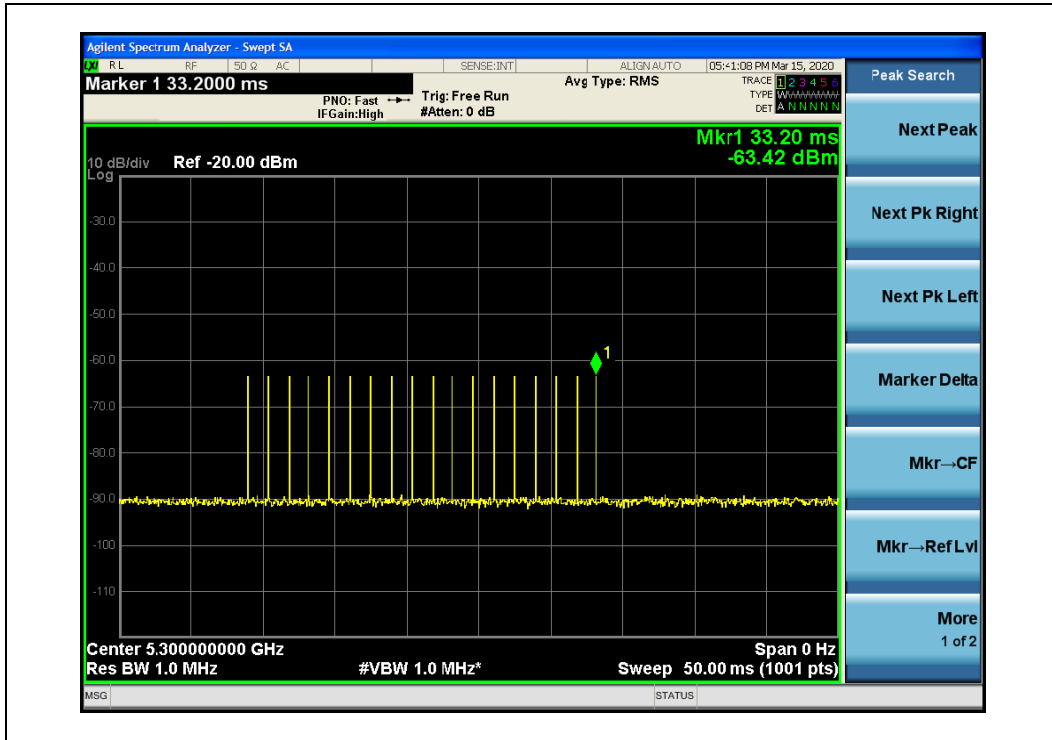 Agilent Spectrum Analyzer - Swept SA
LXI RL RF 50 Ω AC SENSE:INT ALIGN AUTO 05:41:08 PM Mar 15, 2020
Marker 1 33.2000 ms
PNO: Fast
IFGain:High
Trig: Free Run
#Atten: 0 dB
Avg Type: RMS
TRACE 1 2 3 4 5 6
TYPE
DET A N N N N N
Mkr1 33.20 ms
-63.42 dBm
10 dB/div Ref -20.00 dBm
Log
-30.0
-40.0
-50.0
-60.0
1
-70.0
-80.0
-90.0
-100
-110
Center 5.300000000 GHz Span 0 Hz
Res BW 1.0 MHz #VBW 1.0 MHz* Sweep 50.00 ms (1001 pts)
MSG STATUS
Peak Search
Next Peak
Next Pk Right
Next Pk Left
Marker Delta
Mkr→CF
Mkr→Ref Lvl
More
1 of 2